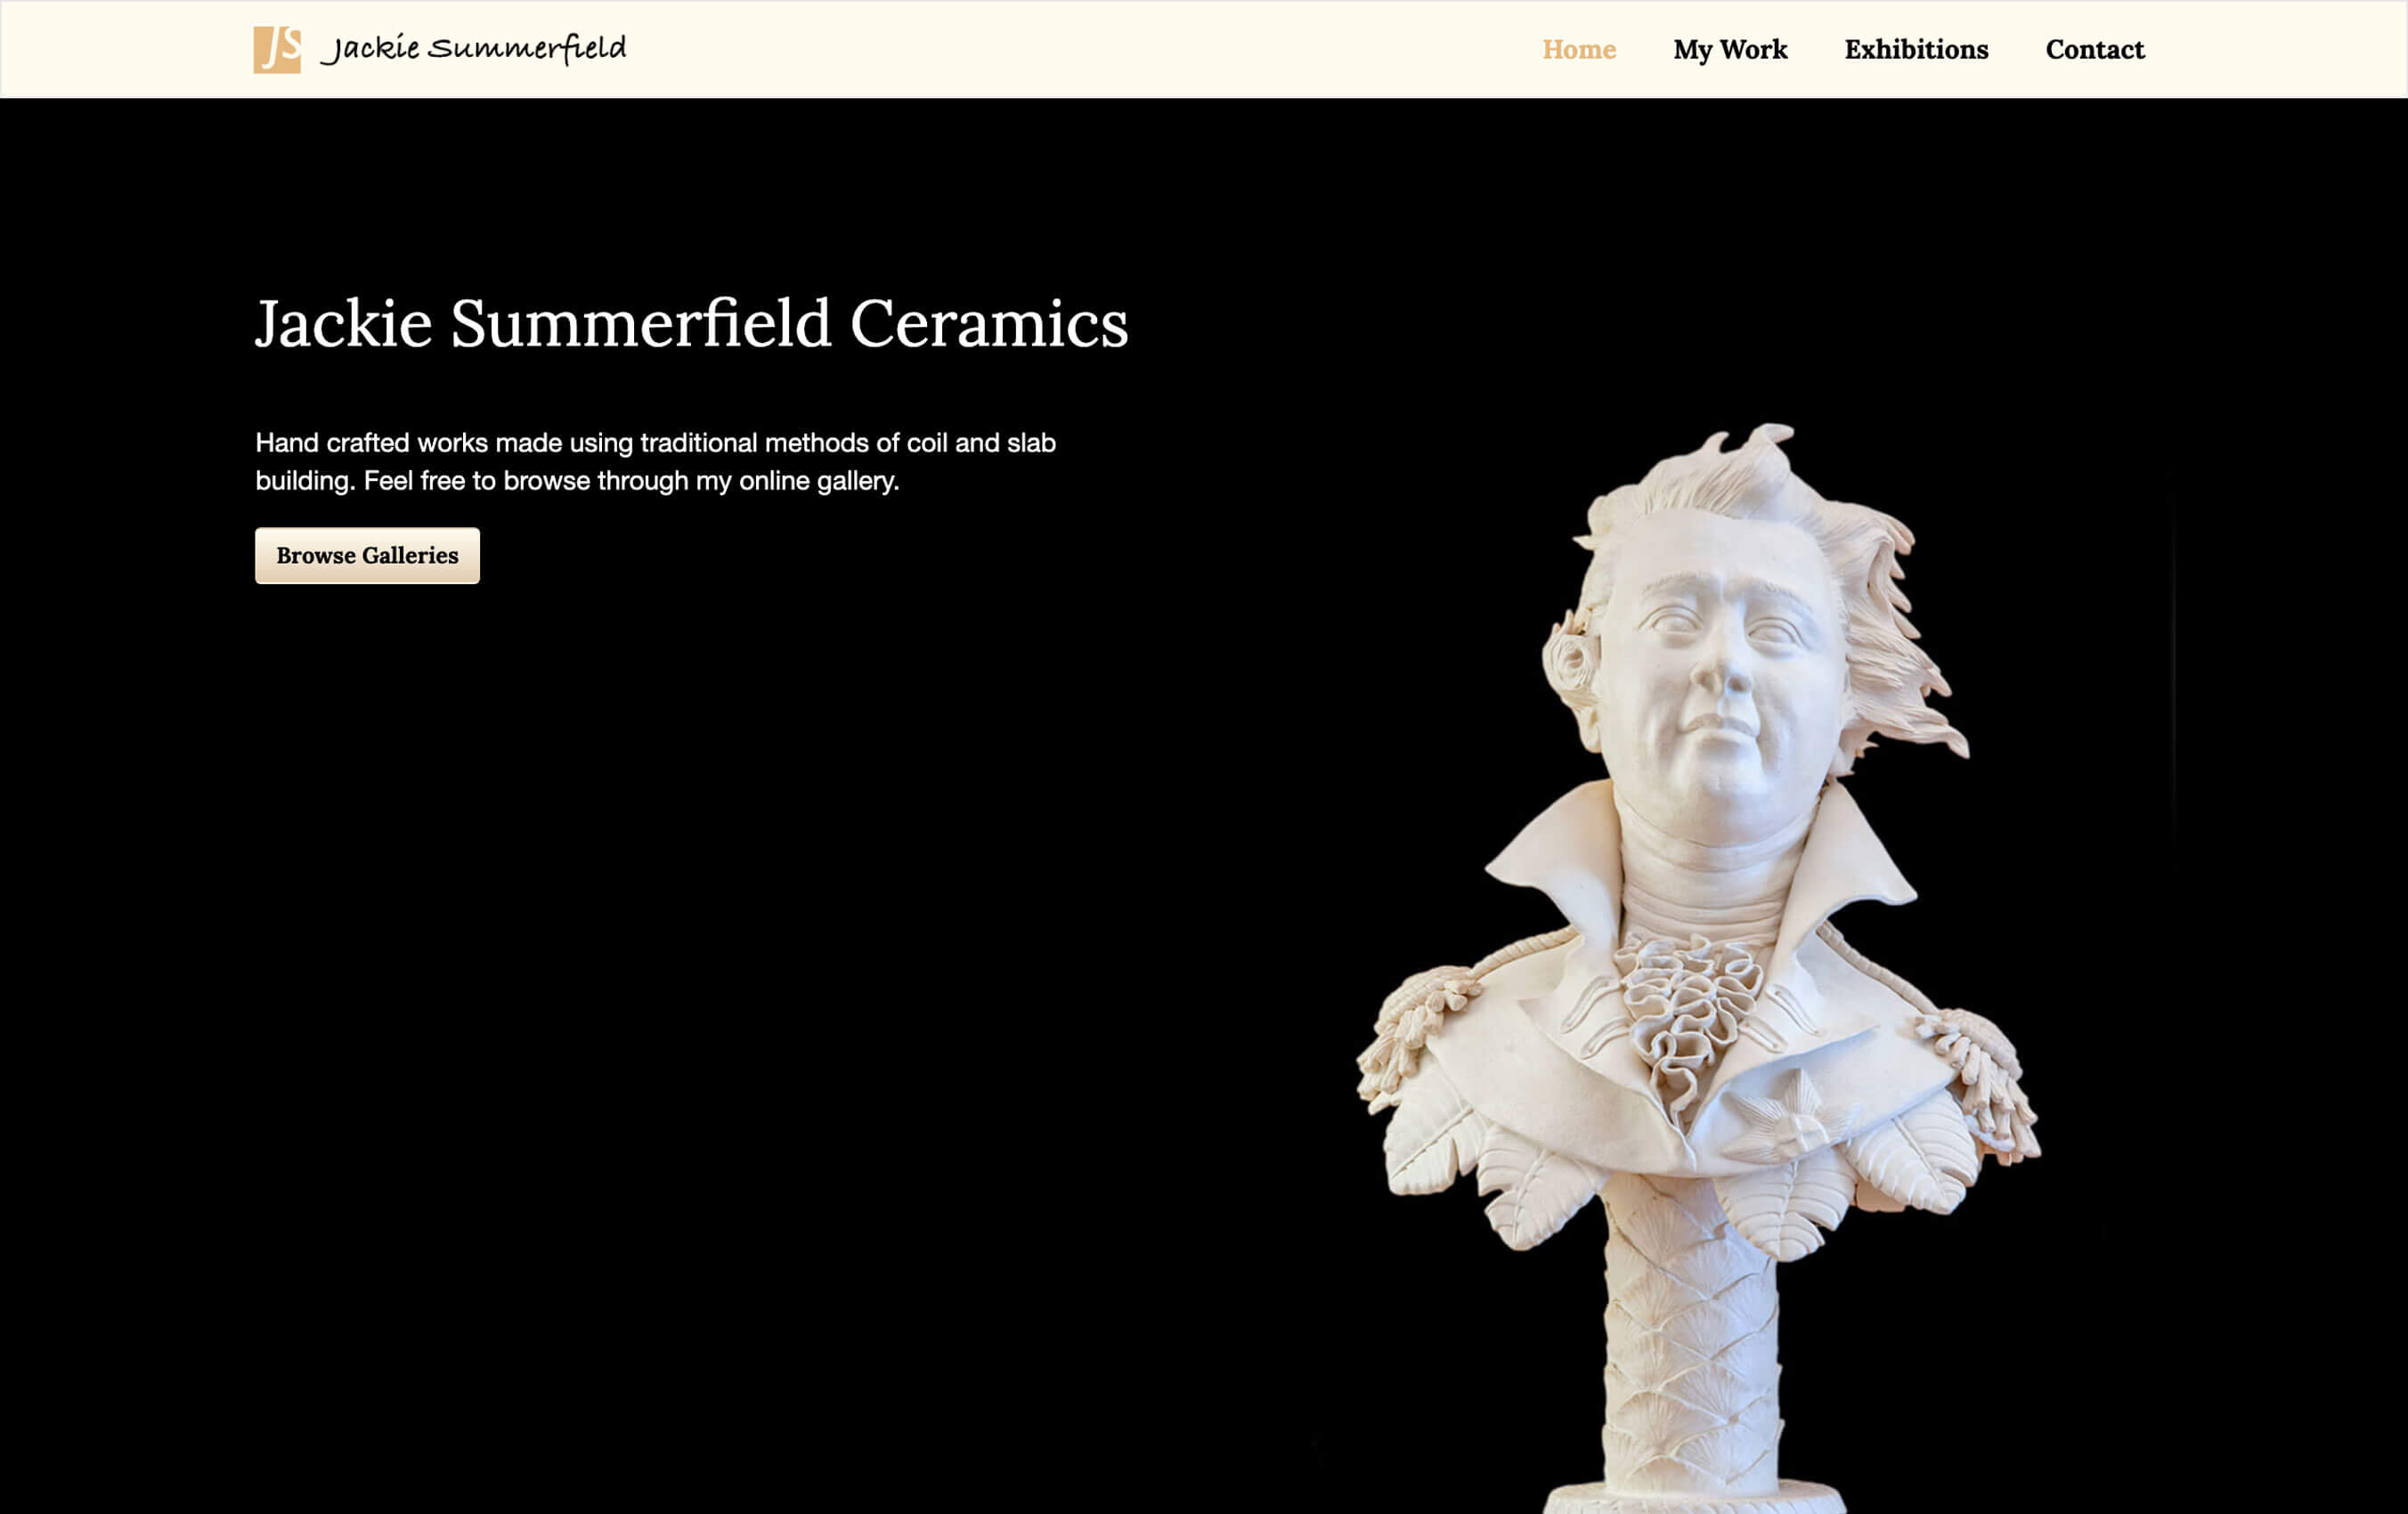 JS Jackie Summerfield
Home My Work Exhibitions Contact
Jackie Summerfield Ceramics
Hand crafted works made using traditional methods of coil and slab
building. Feel free to browse through my online gallery.
Browse Galleries